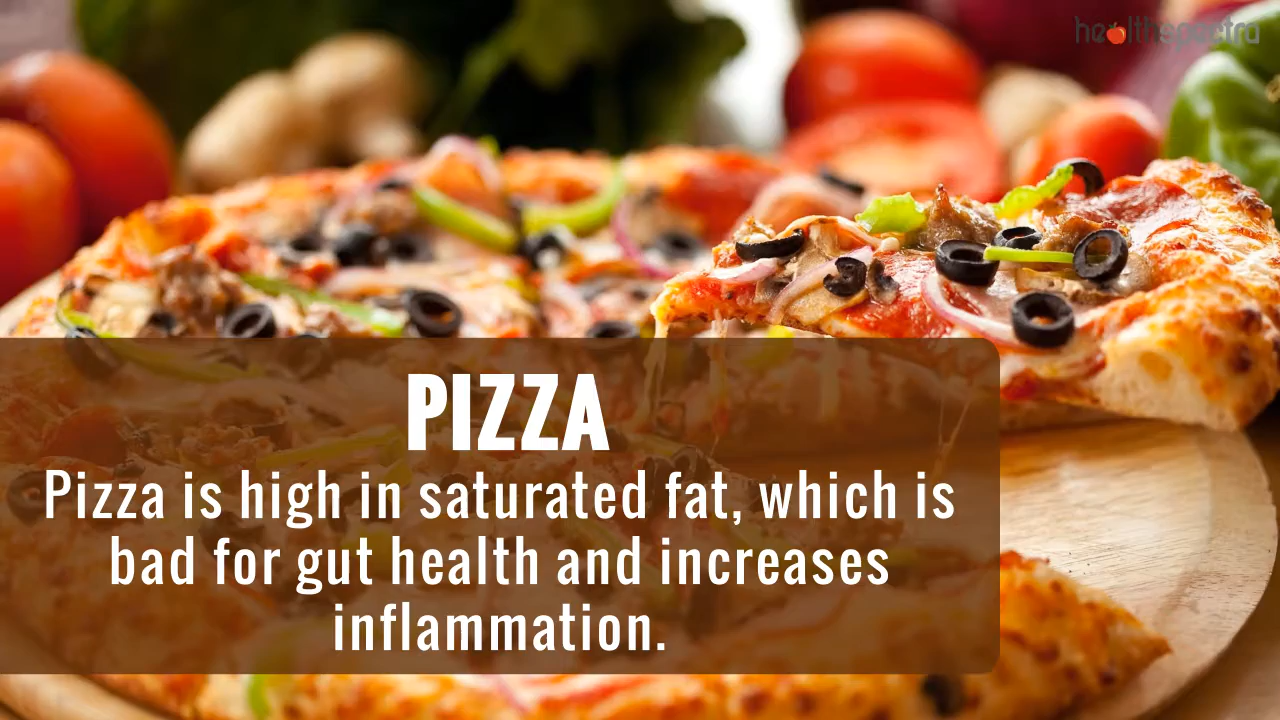 healthspectra
PIZZA
Pizza is high in saturated fat, which is
bad for gut health and increases
inflammation.